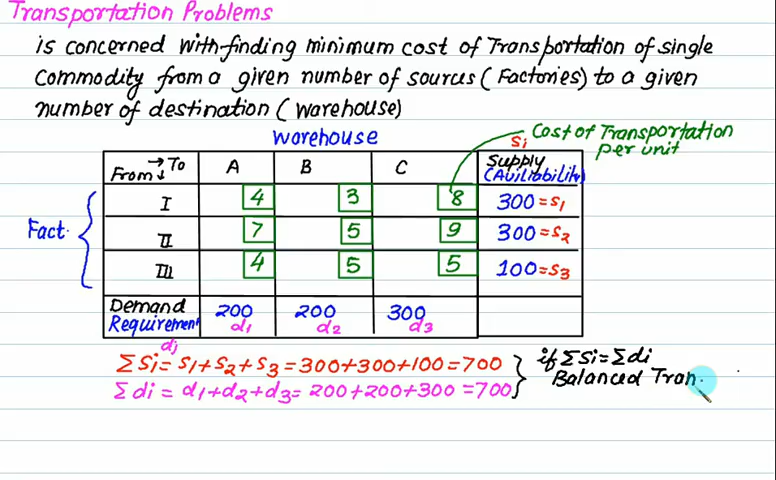 Transportation Problems
is concerned with finding minimum cost of Transportation of single
commodity from a given number of sourus (Factories) to a given
number of destination (warehouse)
warehouse
Cost of Transportation
per unit
Si
From↓ →To A B C Supply
(Avilibability)
Fact.
I 4 3 8 300=S1
II 7 5 9 300=S2
III 4 5 5 100=S3
Demand 200 200 300
Requirement d1 d2 d3
dj
ΣSi = S1+S2+S3=300+300+100=700
Σdi = d1+d2+d3= 200+200+300 =700
if ΣSi=Σdi
Balanced Tran.